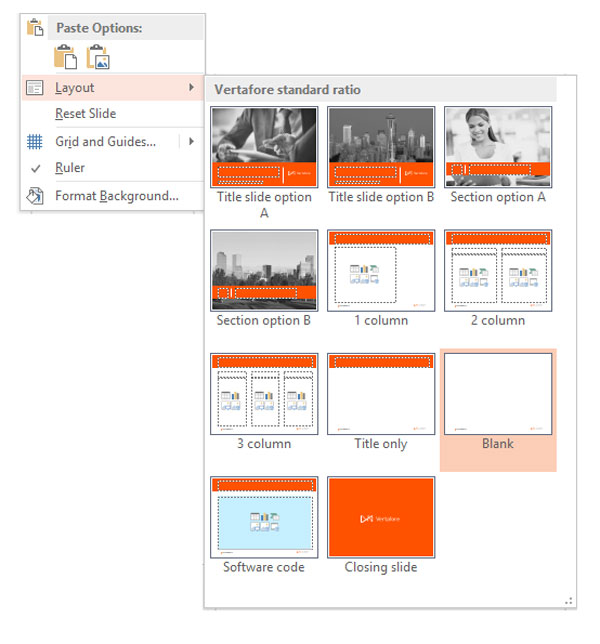 Paste Options:
Layout
Reset Slide
Grid and Guides...
Ruler
Format Background...
Vertafore standard ratio
Title slide option
A
Title slide option B
Section option A
Section option B
1 column
2 column
3 column
Title only
Blank
Software code
Vertafore
Closing slide